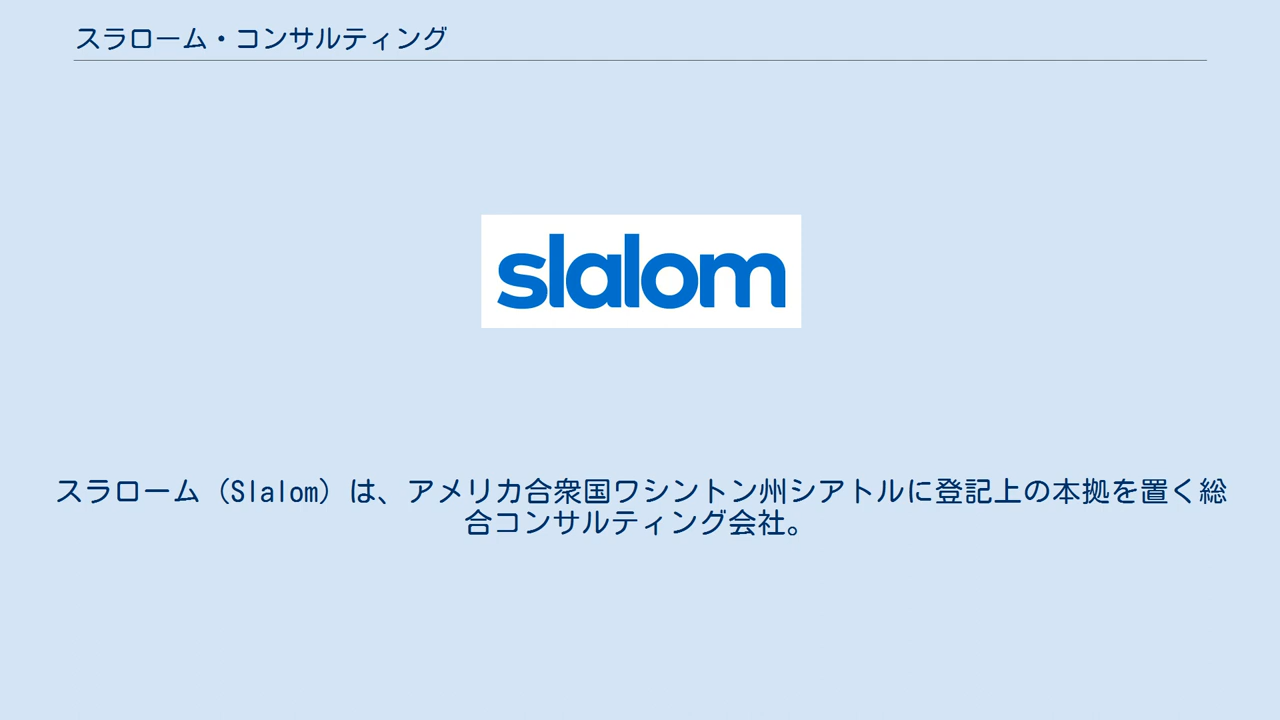 スラローム・コンサルティング
slalom
スラローム（Slalom）は、アメリカ合衆国ワシントン州シアトルに登記上の本拠を置く総
合コンサルティング会社。